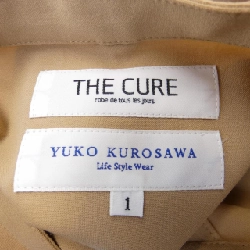 THE CURE
robe de tous les jours
YUKO KUROSAWA
Life Style Wear
1